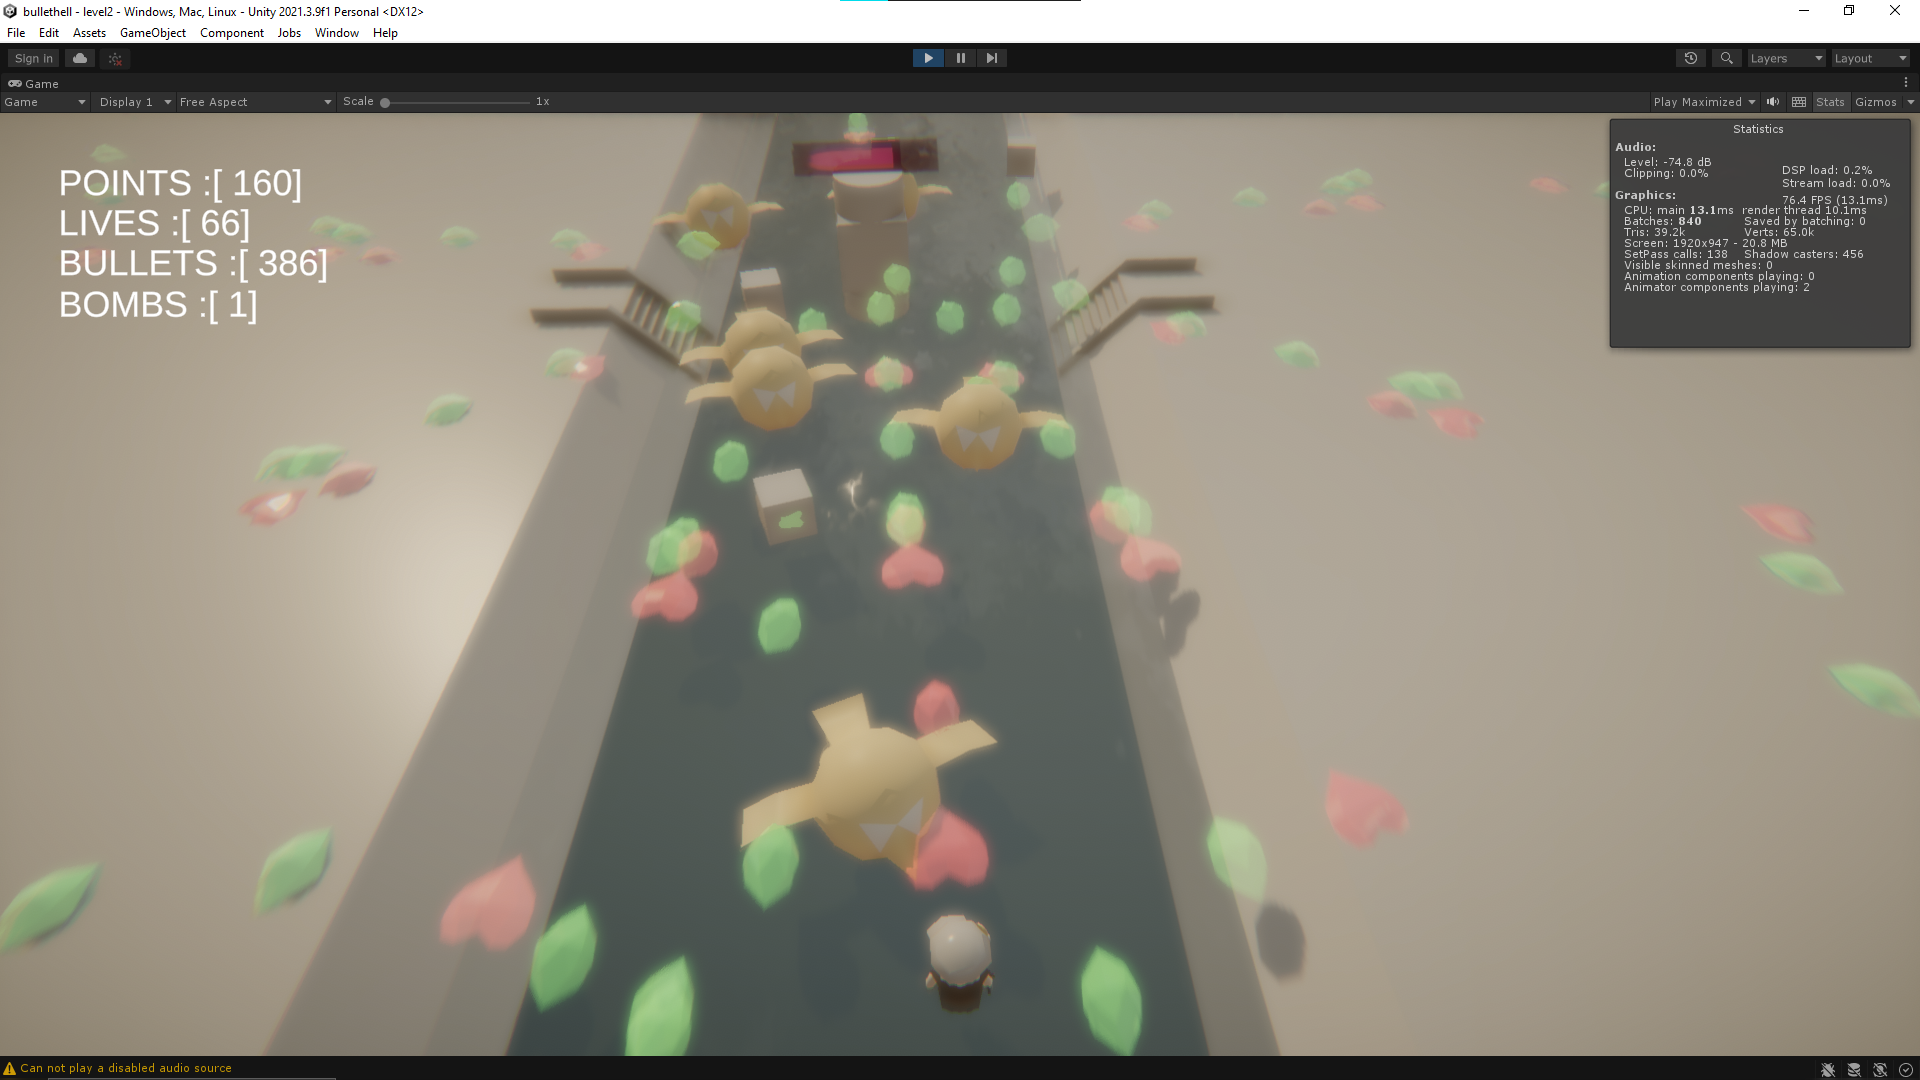 bullethell - level2 - Windows, Mac, Linux - Unity 2021.3.9f1 Personal <DX12>
File Edit Assets GameObject Component Jobs Window Help
Sign in
Layers
Layout
Game
Game
Display 1
Free Aspect
Scale
1x
Play Maximized
Stats
Gizmos
POINTS :[ 160]
LIVES :[ 66]
BULLETS :[ 386]
BOMBS :[ 1]
Statistics
Audio:
Level: -74.8 dB
DSP load: 0.2%
Clipping: 0.0%
Stream load: 0.0%
Graphics:
76.4 FPS (13.1ms)
CPU: main 13.1ms render thread 10.1ms
Batches: 840 Saved by batching: 0
Tris: 39.2k Verts: 65.0k
Screen: 1920x947 - 20.8 MB
SetPass calls: 138 Shadow casters: 456
Visible skinned meshes: 0
Animation components playing: 0
Animator components playing: 2
Can not play a disabled audio source